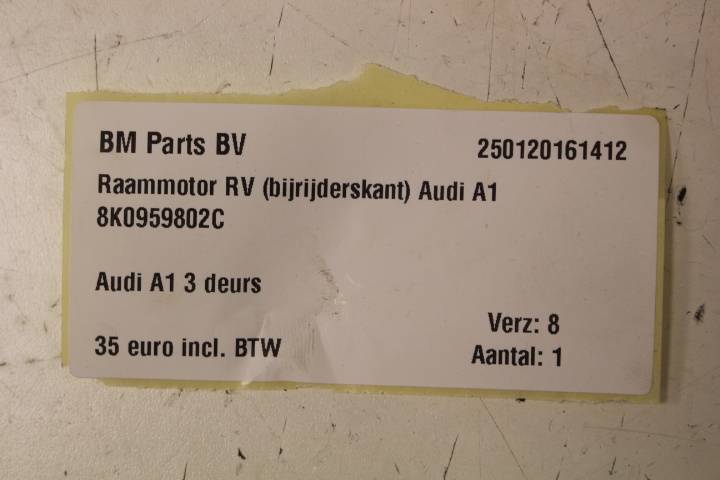 BM Parts BV 250120161412
Raammotor RV (bijrijderskant) Audi A1
8K0959802C
Audi A1 3 deurs
Verz: 8
35 euro incl. BTW
Aantal: 1